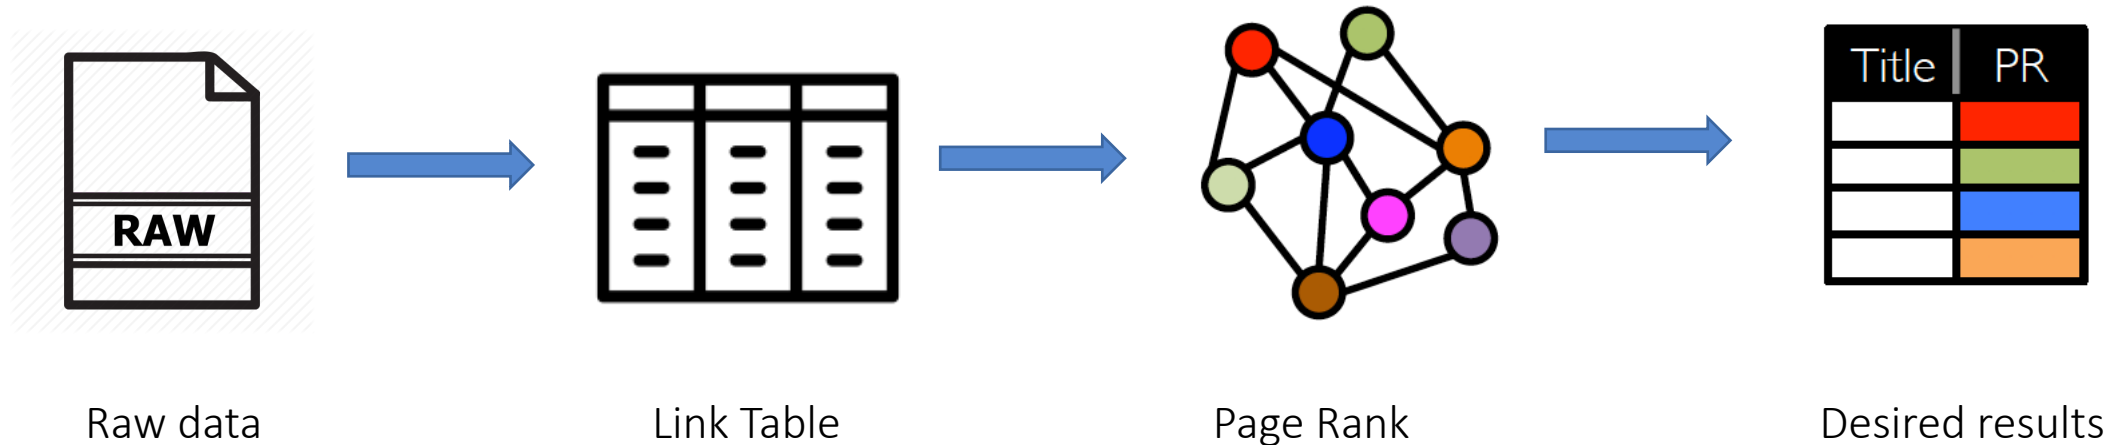 RAW
Title PR
Raw data
Link Table
Page Rank
Desired results